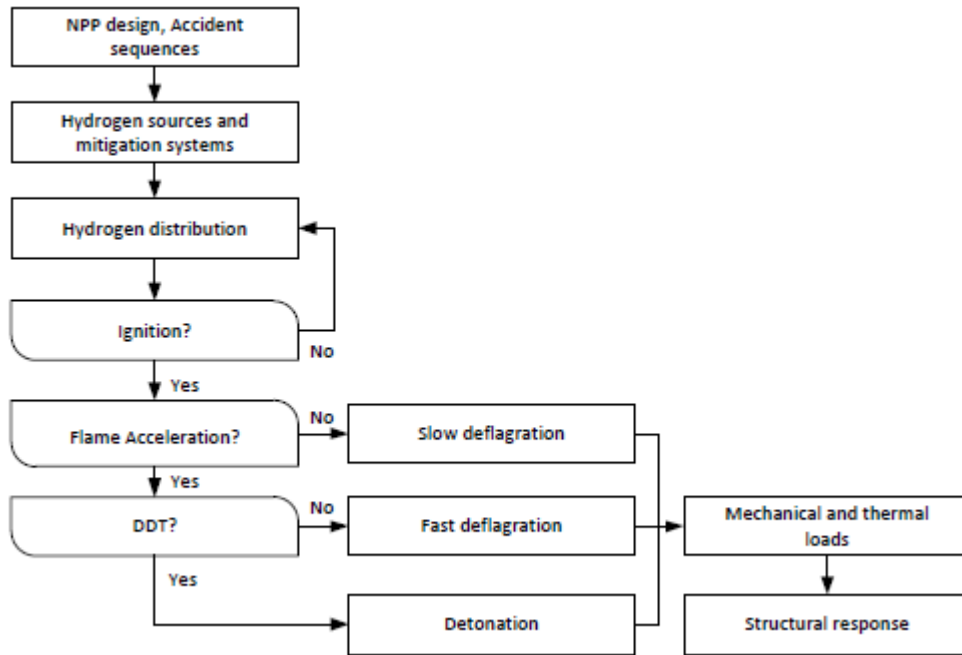 NPP design, Accident
sequences
Hydrogen sources and
mitigation systems
Hydrogen distribution
Ignition?
No
Yes
Flame Acceleration?
No
Slow deflagration
Yes
DDT?
No
Fast deflagration
Mechanical and thermal
loads
Yes
Detonation
Structural response